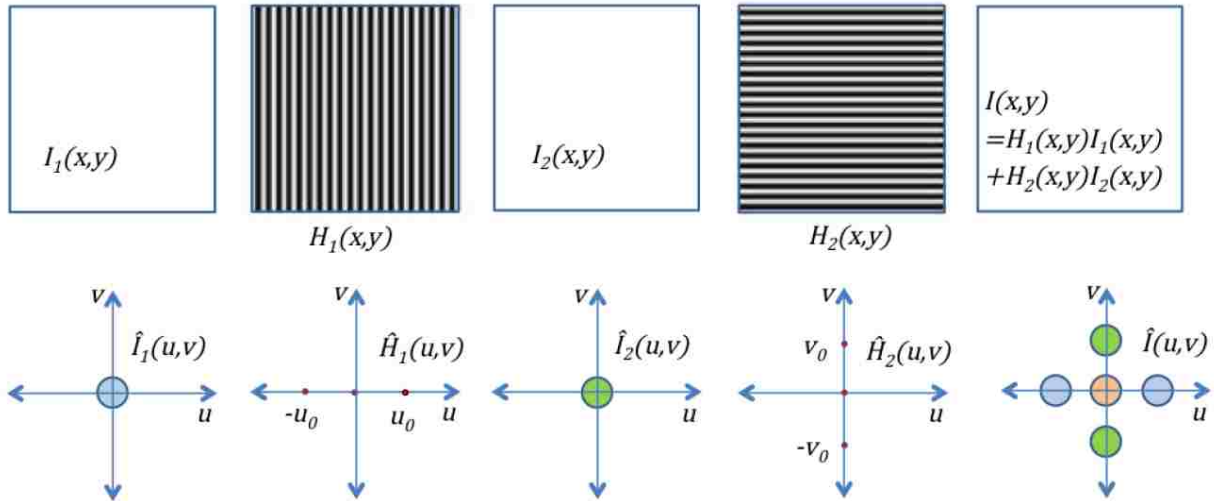 I₁(x,y)
H₁(x,y)
I₂(x,y)
H₂(x,y)
I(x,y)
=H₁(x,y)I₁(x,y)
+H₂(x,y)I₂(x,y)
v
Î₁(u,v)
u
v
Ĥ₁(u,v)
-u₀
u₀
u
v
Î₂(u,v)
u
v
v₀
Ĥ₂(u,v)
u
-v₀
v
Î(u,v)
u